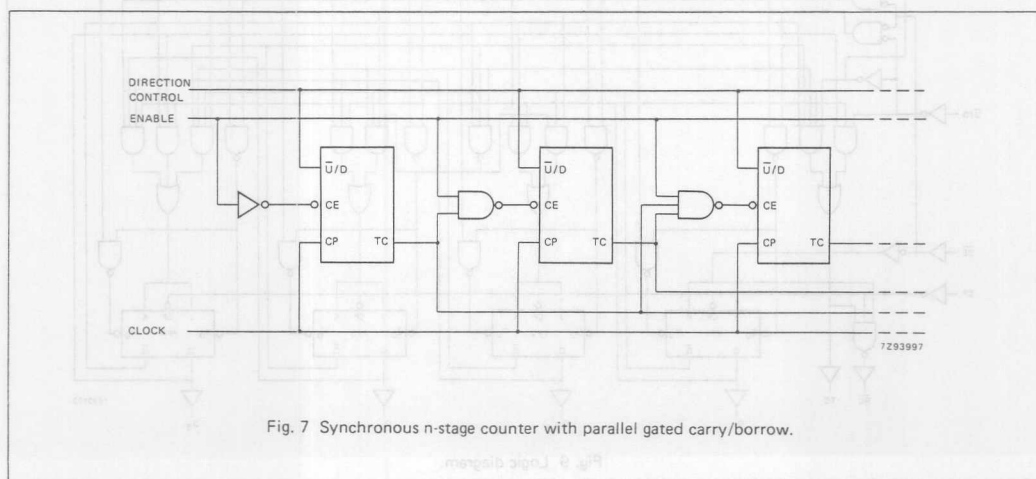 DIRECTION
CONTROL
ENABLE
U̅/D
U̅/D
U̅/D
CE
CE
CE
CP TC
CP TC
CP TC
CLOCK
7Z93997
Fig. 7 Synchronous n-stage counter with parallel gated carry/borrow.
Fig. 9 Logic diagram